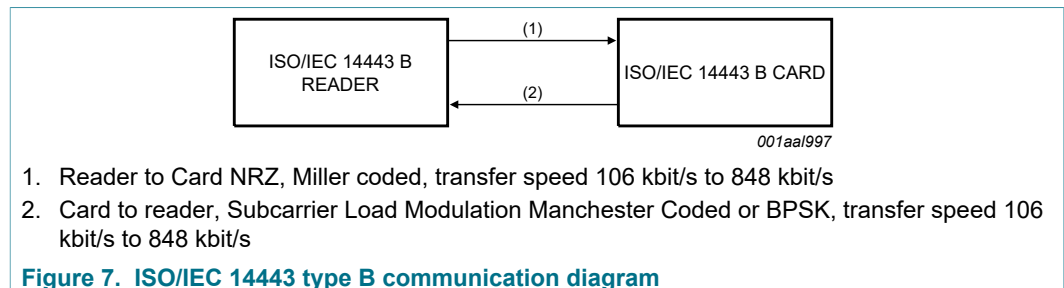 (1)
ISO/IEC 14443 B
READER
ISO/IEC 14443 B CARD
(2)
001aal997
1. Reader to Card NRZ, Miller coded, transfer speed 106 kbit/s to 848 kbit/s
2. Card to reader, Subcarrier Load Modulation Manchester Coded or BPSK, transfer speed 106
kbit/s to 848 kbit/s
Figure 7. ISO/IEC 14443 type B communication diagram